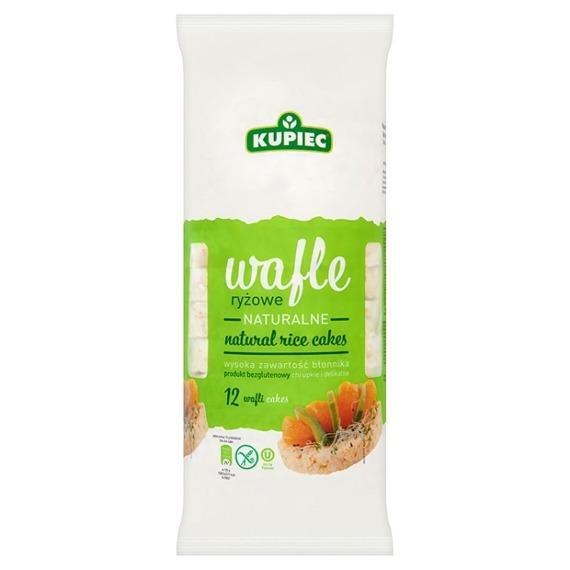 KUPIEC
wafle
ryżowe
NATURALNE
natural rice cakes
wysoka zawartość błonnika
produkt bezglutenowy chrupkie i delikatne
12 wafli cakes